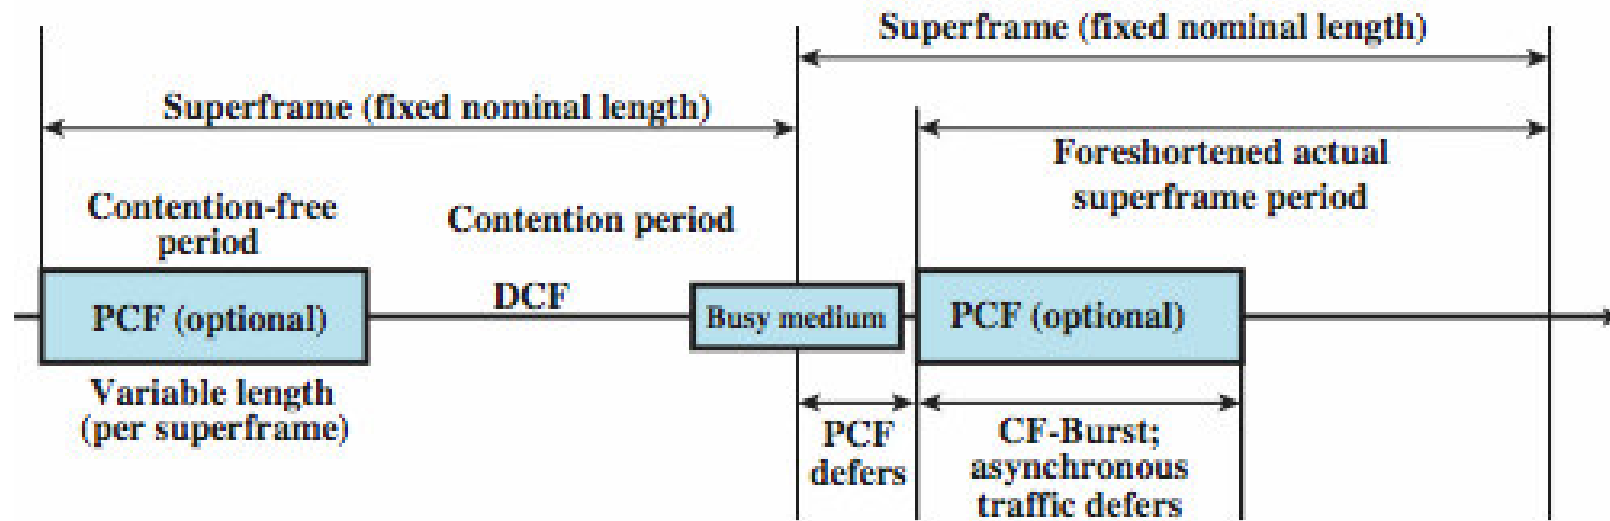 Superframe (fixed nominal length)
Superframe (fixed nominal length)
Foreshortened actual
superframe period
Contention-free
period
Contention period
PCF (optional)
DCF
Busy medium
PCF (optional)
Variable length
(per superframe)
PCF
defers
CF-Burst;
asynchronous
traffic defers